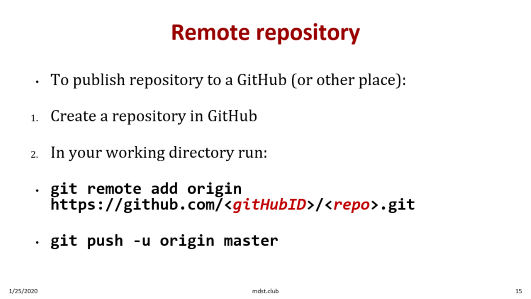 Remote repository
• To publish repository to a GitHub (or other place):
1. Create a repository in GitHub
2. In your working directory run:
• git remote add origin
https://github.com/<gitHubID>/<repo>.git
• git push -u origin master
1/25/2020 mdst.club 15